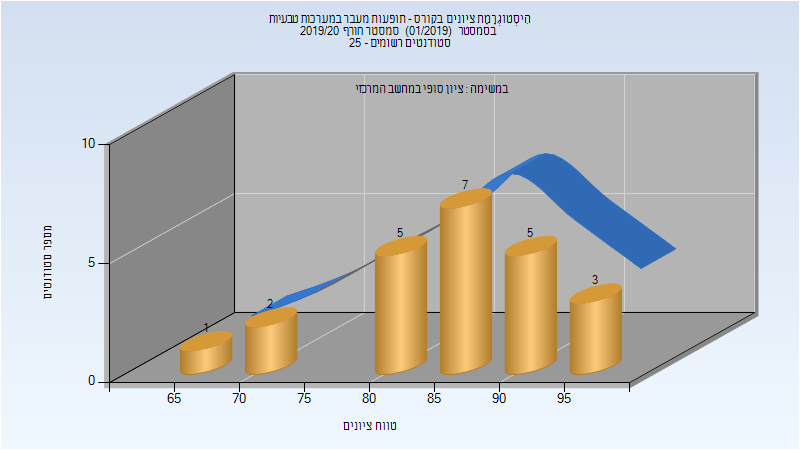 היסטוגרמת ציונים בקורס - תופעות מעבר במערכות טבעיות
בסמסטר (01/2019) סמסטר חורף 2019/20
סטודנטים רשומים - 25
במשימה : ציון סופי במחשב המרכזי
מספר סטודנטים
10
5
0
1
2
5
7
5
3
65
70
75
80
85
90
95
טווח ציונים